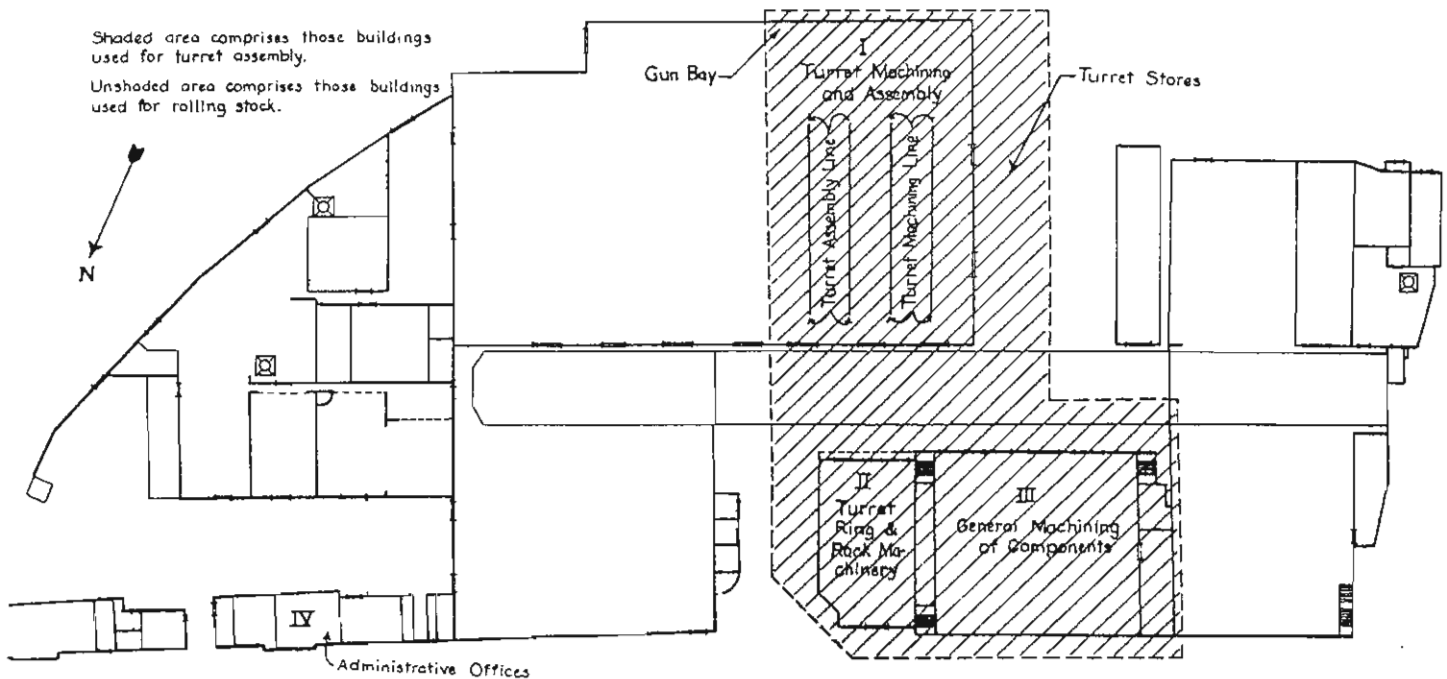 Shaded area comprises those buildings
used for turret assembly.
Unshaded area comprises those buildings
used for rolling stock.
N
Gun Bay
I
Turret Machining
and Assembly
Turret Stores
Turret Assembly Line
Turret Machining Line
II
Turret
Ring &
Rack Ma-
chinery
III
General Machining
of Components
IV
Administrative Offices